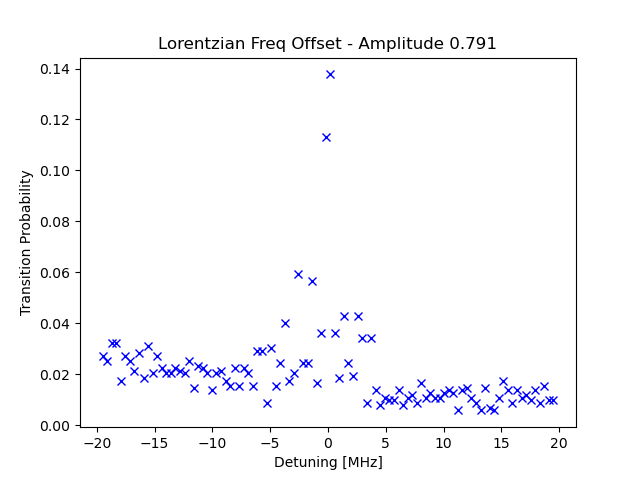 Lorentzian Freq Offset - Amplitude 0.791
0.14
0.12
0.10
0.08
0.06
0.04
0.02
0.00
Transition Probability
−20 −15 −10 −5 0 5 10 15 20
Detuning [MHz]